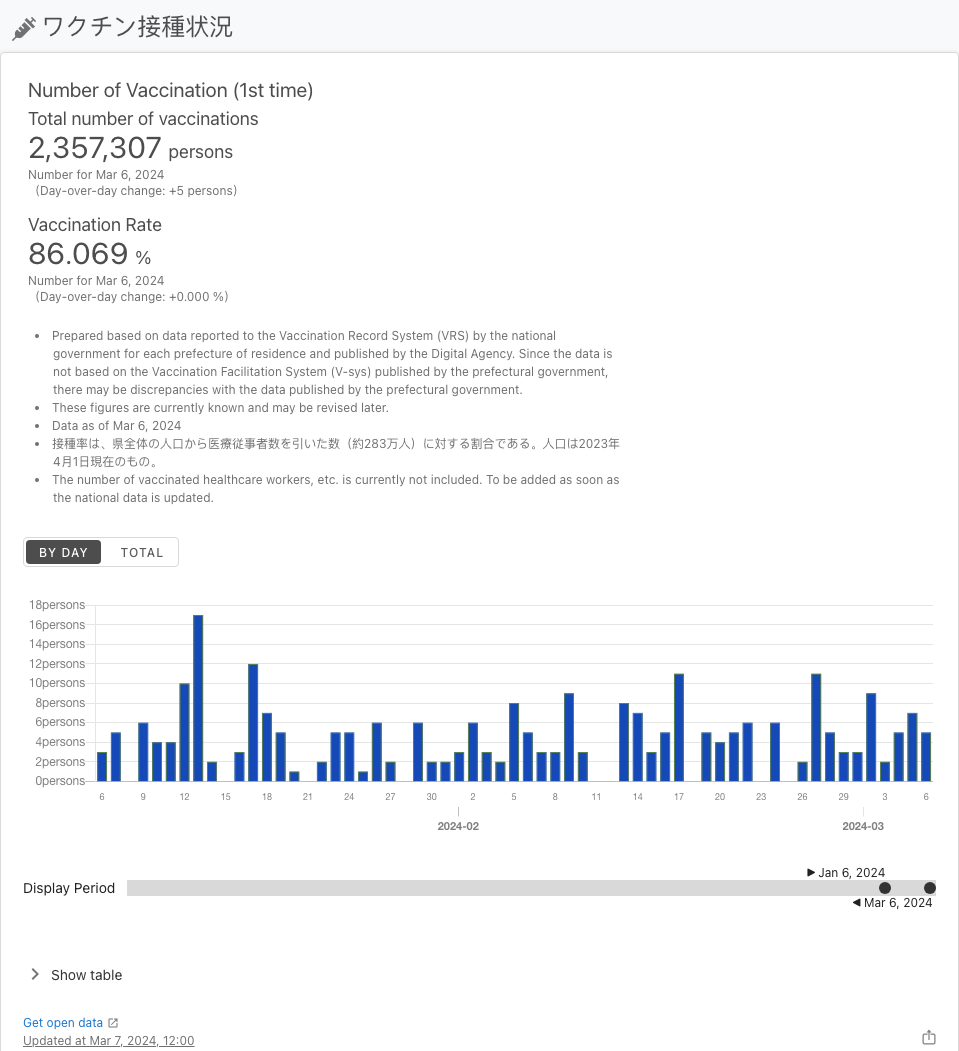 ワクチン接種状況
Number of Vaccination (1st time)
Total number of vaccinations
2,357,307 persons
Number for Mar 6, 2024
(Day-over-day change: +5 persons)
Vaccination Rate
86.069 %
Number for Mar 6, 2024
(Day-over-day change: +0.000 %)
• Prepared based on data reported to the Vaccination Record System (VRS) by the national
government for each prefecture of residence and published by the Digital Agency. Since the data is
not based on the Vaccination Facilitation System (V-sys) published by the prefectural government,
there may be discrepancies with the data published by the prefectural government.
• These figures are currently known and may be revised later.
• Data as of Mar 6, 2024
• 接種率は、県全体の人口から医療従事者数を引いた数（約283万人）に対する割合である。人口は2023年
4月1日現在のもの。
• The number of vaccinated healthcare workers, etc. is currently not included. To be added as soon as
the national data is updated.
BY DAY TOTAL
18persons
16persons
14persons
12persons
10persons
8persons
6persons
4persons
2persons
0persons
6 9 12 15 18 21 24 27 30 2 5 8 11 14 17 20 23 26 29 3 6
2024-02 2024-03
▶ Jan 6, 2024
Display Period
◀ Mar 6, 2024
Show table
Get open data
Updated at Mar 7, 2024, 12:00